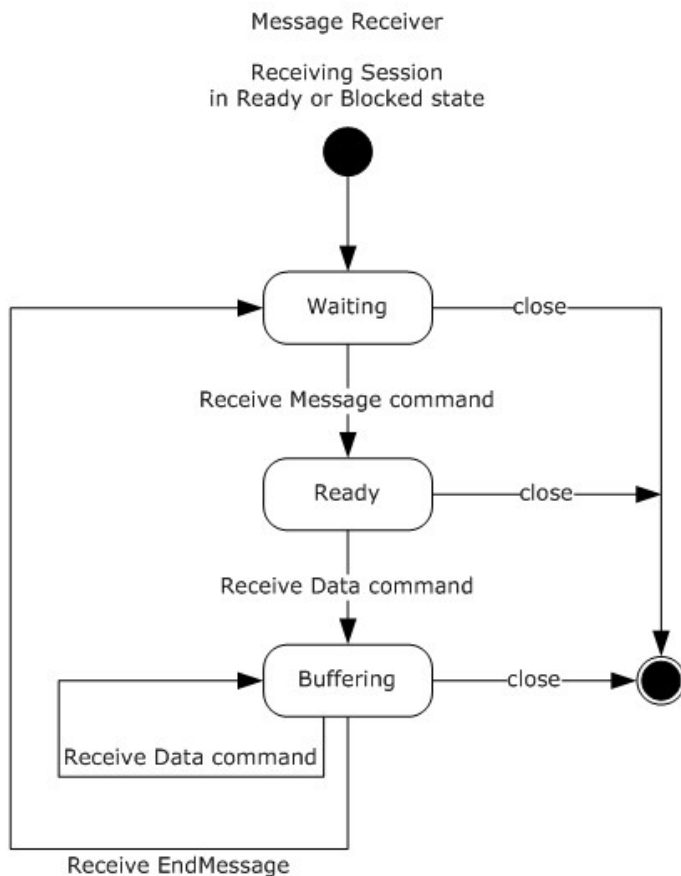 Message Receiver
Receiving Session
in Ready or Blocked state
Waiting
close
Receive Message command
Ready
close
Receive Data command
Buffering
close
Receive Data command
Receive EndMessage